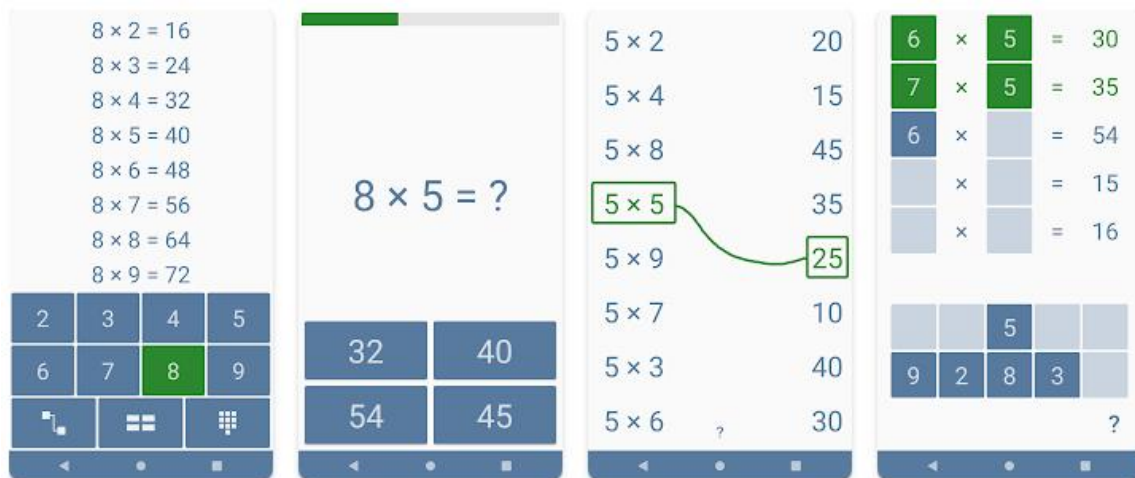 8 × 2 = 16
8 × 3 = 24
8 × 4 = 32
8 × 5 = 40
8 × 6 = 48
8 × 7 = 56
8 × 8 = 64
8 × 9 = 72
2 3 4 5
6 7 8 9
8 × 5 = ?
32 40
54 45
5 × 2 20
5 × 4 15
5 × 8 45
5 × 5 35
25
5 × 9
5 × 7 10
5 × 3 40
5 × 6 ? 30
6 × 5 = 30
7 × 5 = 35
6 × = 54
× = 15
× = 16
5
9 2 8 3
?